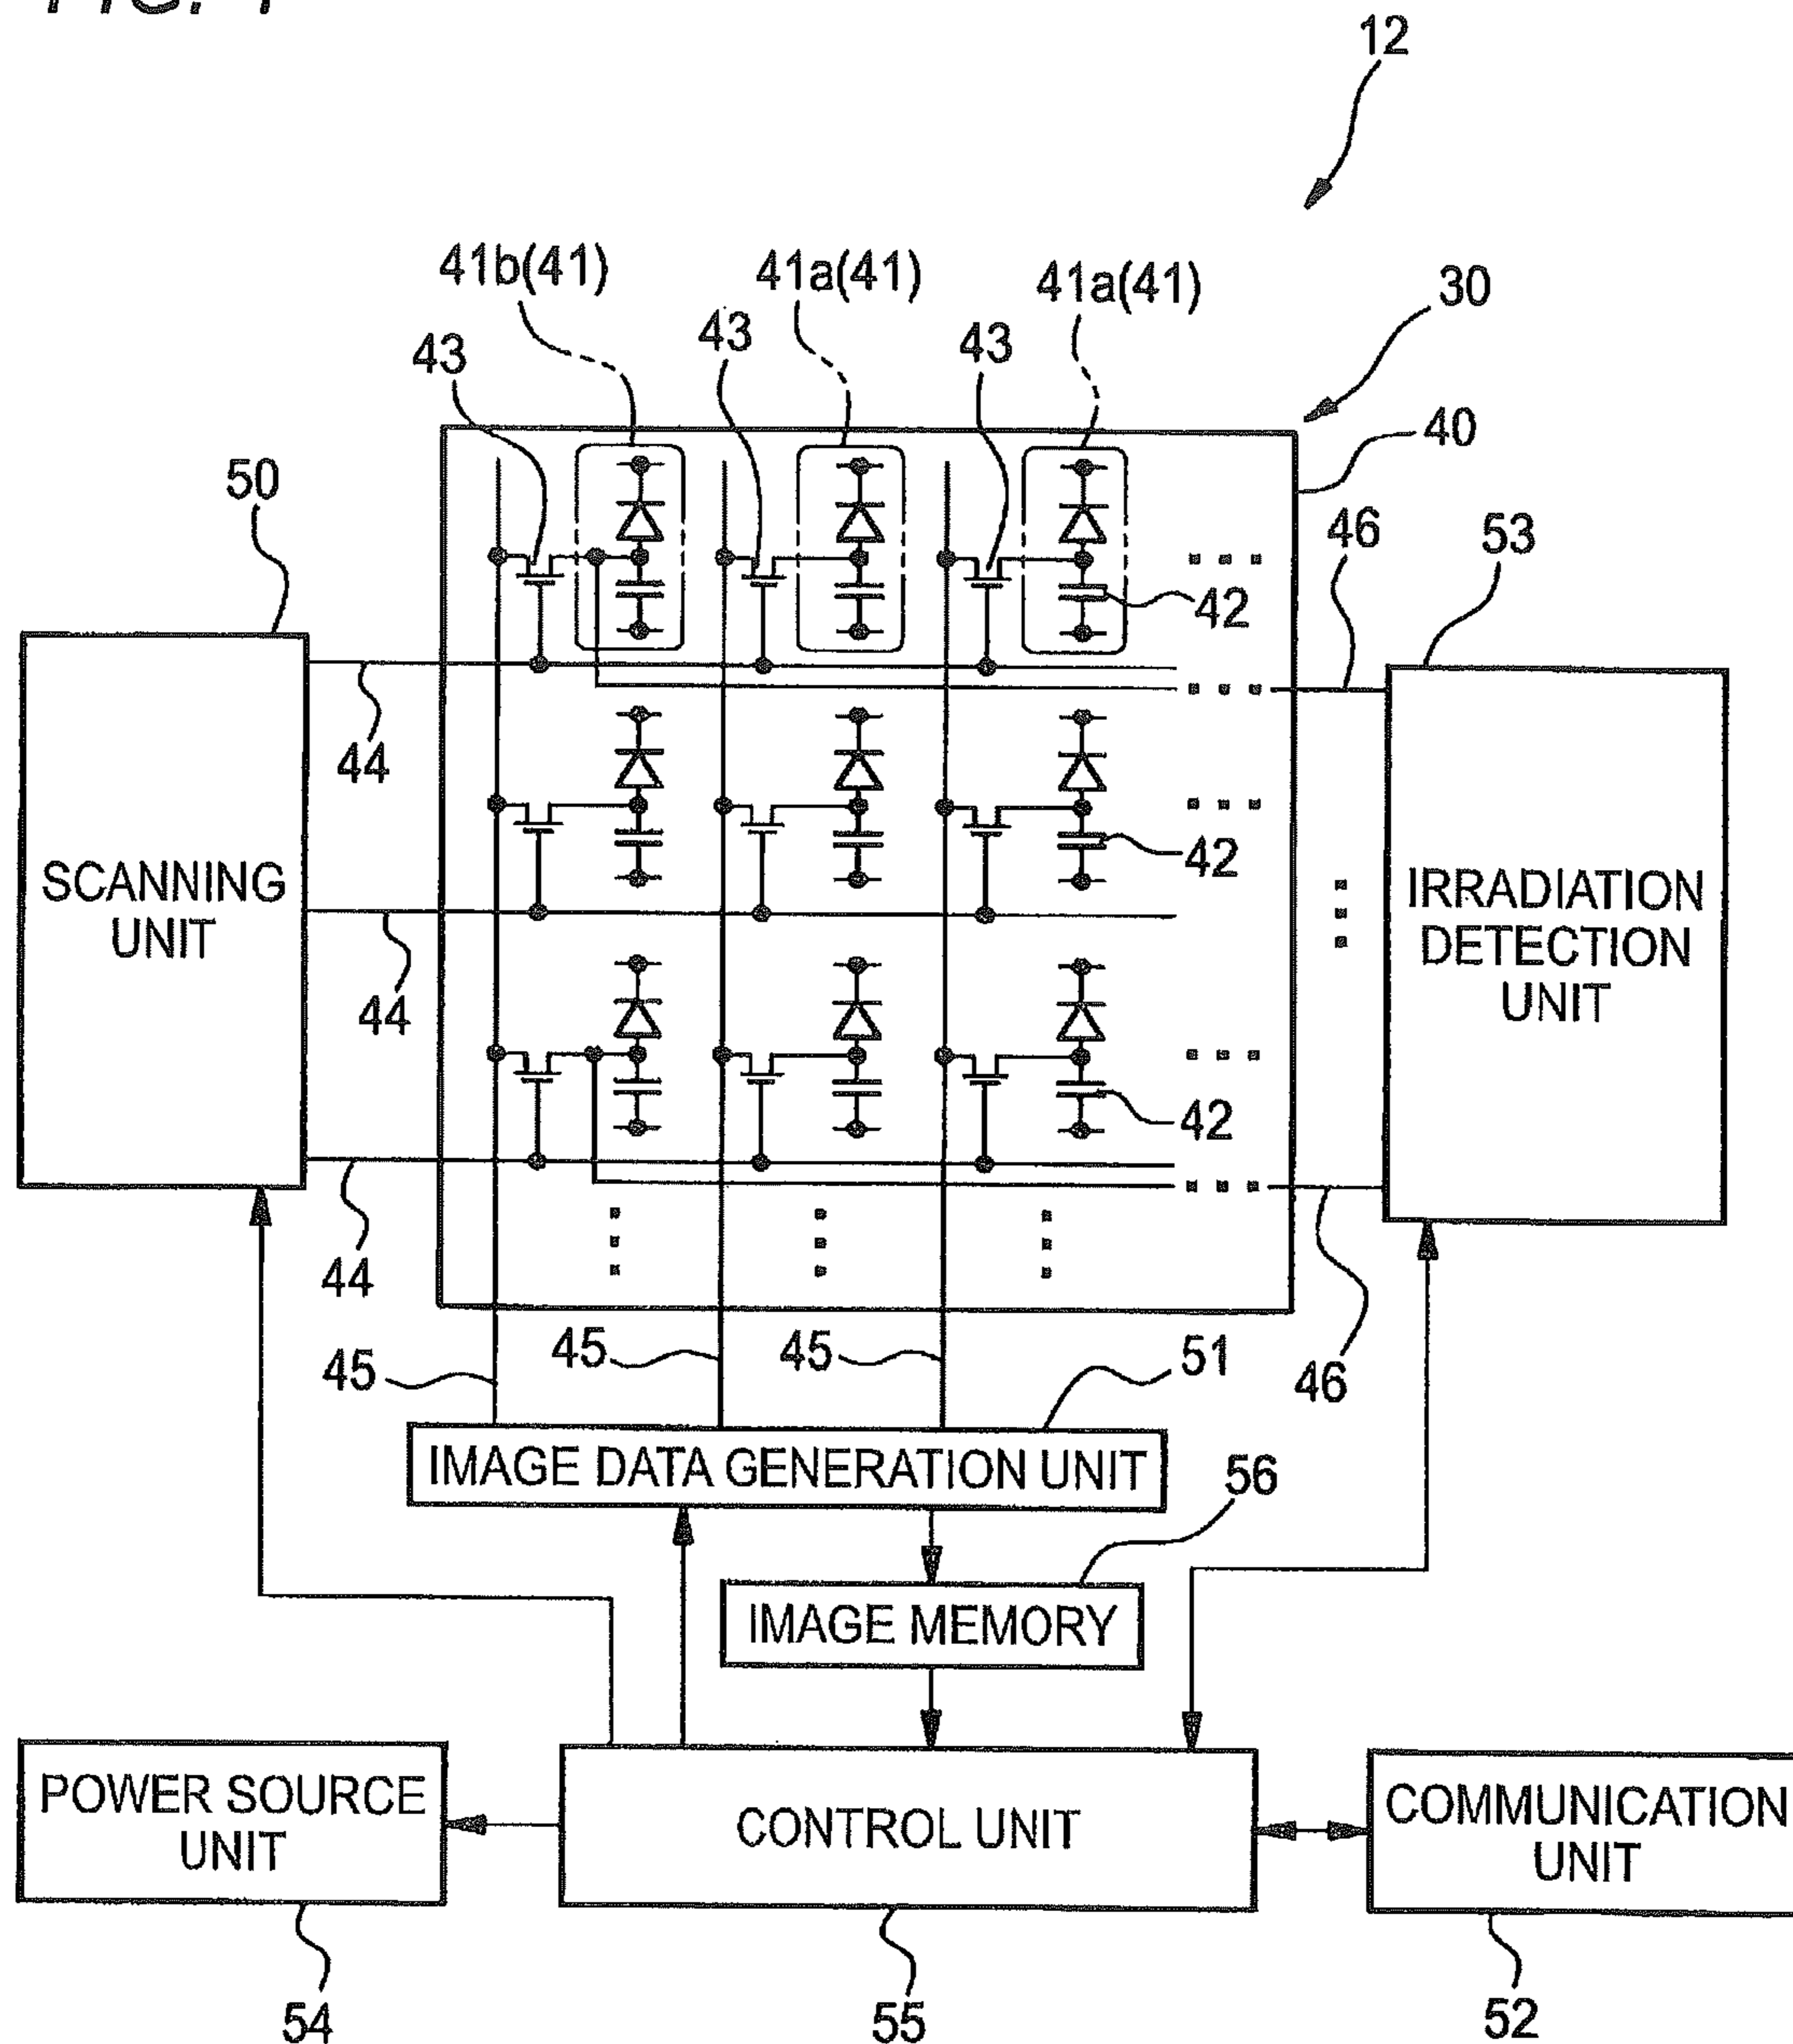 12
41b(41)
41a(41)
41a(41)
30
43
43
43
40
50
46
53
42
44
SCANNING
UNIT
42
IRRADIATION
DETECTION
UNIT
44
42
44
45
45
45
51
46
IMAGE DATA GENERATION UNIT
56
IMAGE MEMORY
POWER SOURCE
UNIT
CONTROL UNIT
COMMUNICATION
UNIT
54
55
52